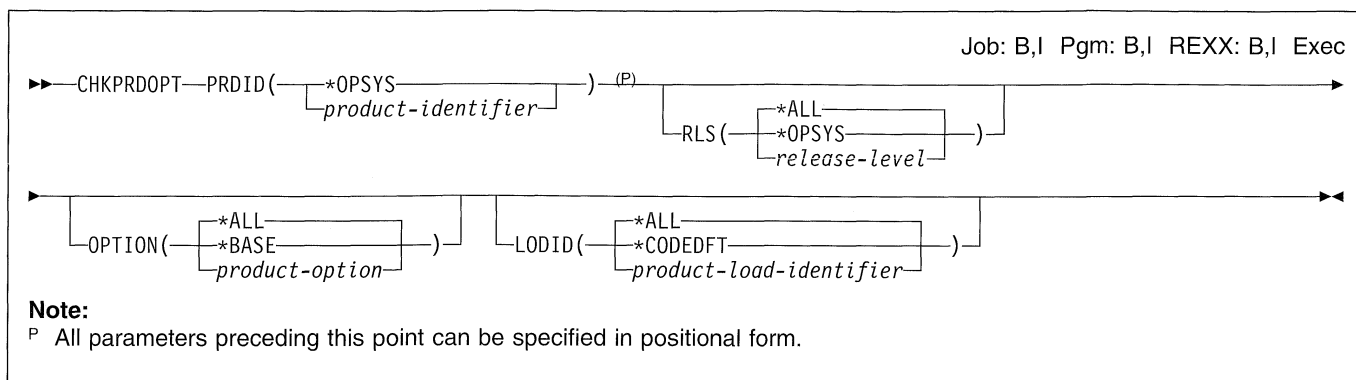 Job: B,I Pgm: B,I REXX: B,I Exec
CHKPRDOPT PRDID( *OPSYS ) (P)
product-identifier
RLS( *ALL
*OPSYS )
release-level
OPTION( *ALL
*BASE )
product-option
LODID( *ALL
*CODEDFT )
product-load-identifier
Note:
P All parameters preceding this point can be specified in positional form.